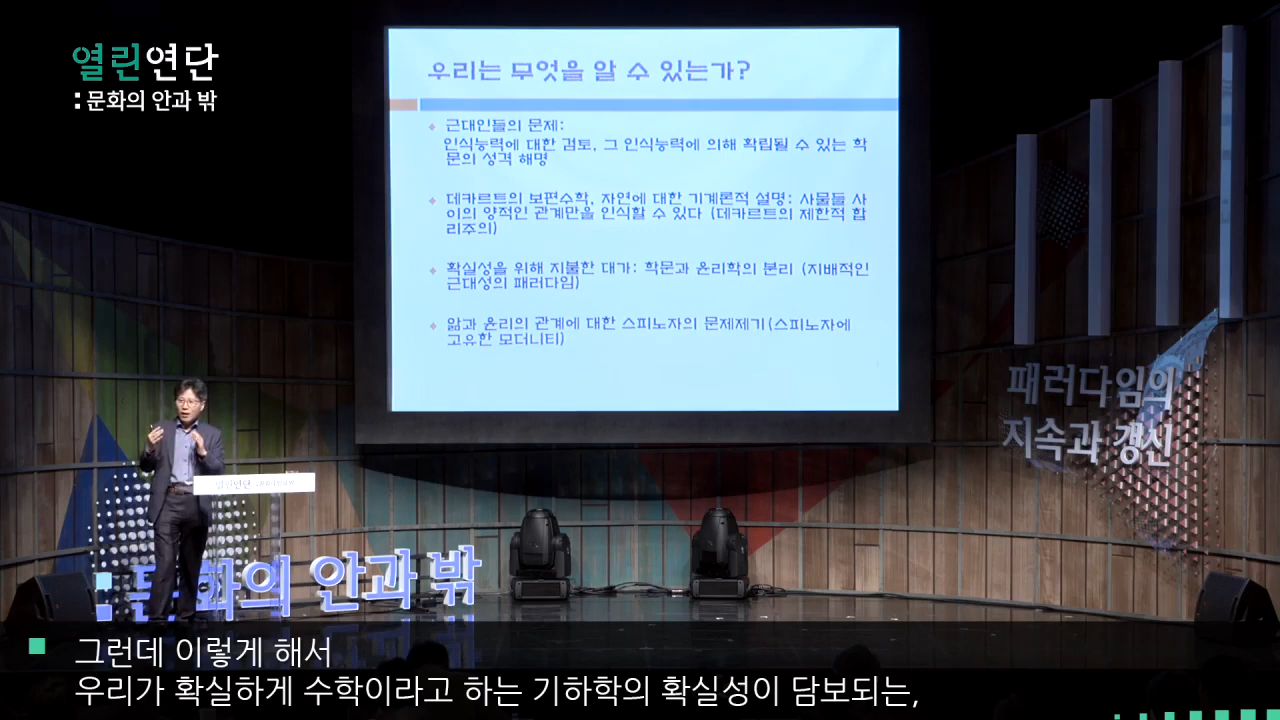 열린연단
: 문화의 안과 밖
우리는 무엇을 알 수 있는가?
근대인들의 문제:
인식능력에 대한 검토, 그 인식능력에 의해 확립될 수 있는 학
문의 성격 해명
데카르트의 보편수학, 자연에 대한 기계론적 설명: 사물들 사
이의 양적인 관계만을 인식할 수 있다 (데카르트의 제한적 합
리주의)
확실성을 위해 지불한 대가: 학문과 윤리학의 분리 (지배적인
근대성의 패러다임)
앎과 윤리의 관계에 대한 스피노자의 문제제기(스피노자에
고유한 모더니티)
패러다임의
지속과 갱신
열린연단
: 문화의 안과 밖
그런데 이렇게 해서
우리가 확실하게 수학이라고 하는 기하학의 확실성이 담보되는,